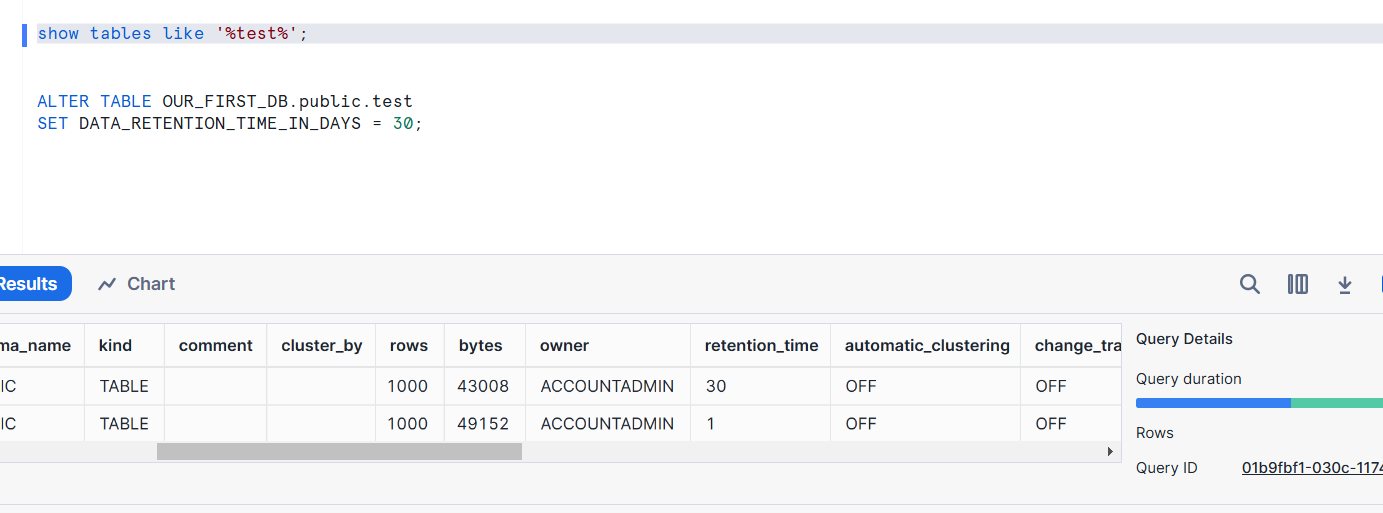 show tables like '%test%';
ALTER TABLE OUR_FIRST_DB.public.test
SET DATA_RETENTION_TIME_IN_DAYS = 30;
Results Chart
ma_name kind comment cluster_by rows bytes owner retention_time automatic_clustering change_tra
IC TABLE 1000 43008 ACCOUNTADMIN 30 OFF OFF
IC TABLE 1000 49152 ACCOUNTADMIN 1 OFF OFF
Query Details
Query duration
Rows
Query ID 01b9fbf1-030c-1174